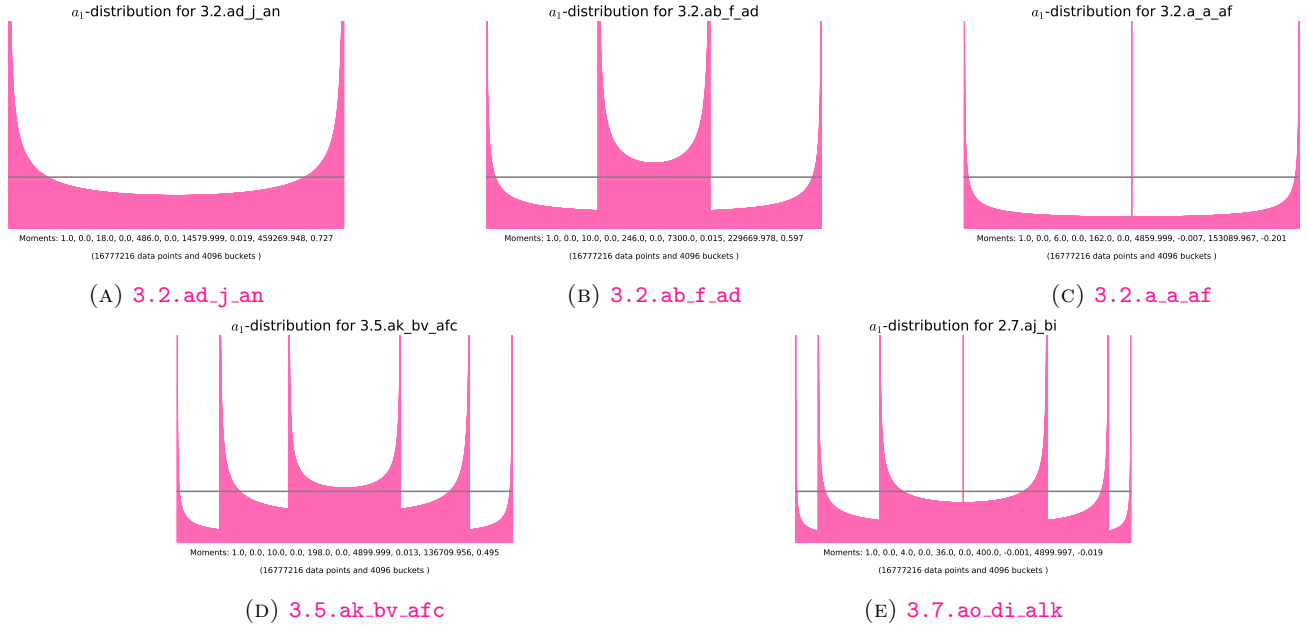 a₁-distribution for 3.2.ad_j_an
Moments: 1.0, 0.0, 18.0, 0.0, 486.0, 0.0, 14579.999, 0.019, 459269.948, 0.727
(16777216 data points and 4096 buckets )
(A) 3.2.ad_j_an
a₁-distribution for 3.2.ab_f_ad
Moments: 1.0, 0.0, 10.0, 0.0, 246.0, 0.0, 7300.0, 0.015, 229669.978, 0.597
(16777216 data points and 4096 buckets )
(B) 3.2.ab_f_ad
a₁-distribution for 3.2.a_a_af
Moments: 1.0, 0.0, 6.0, 0.0, 162.0, 0.0, 4859.999, -0.007, 153089.967, -0.201
(16777216 data points and 4096 buckets )
(C) 3.2.a_a_af
a₁-distribution for 3.5.ak_bv_afc
Moments: 1.0, 0.0, 10.0, 0.0, 198.0, 0.0, 4899.999, 0.013, 136709.956, 0.495
(16777216 data points and 4096 buckets )
(D) 3.5.ak_bv_afc
a₁-distribution for 2.7.aj_bi
Moments: 1.0, 0.0, 4.0, 0.0, 36.0, 0.0, 400.0, -0.001, 4899.997, -0.019
(16777216 data points and 4096 buckets )
(E) 3.7.ao_di_alk